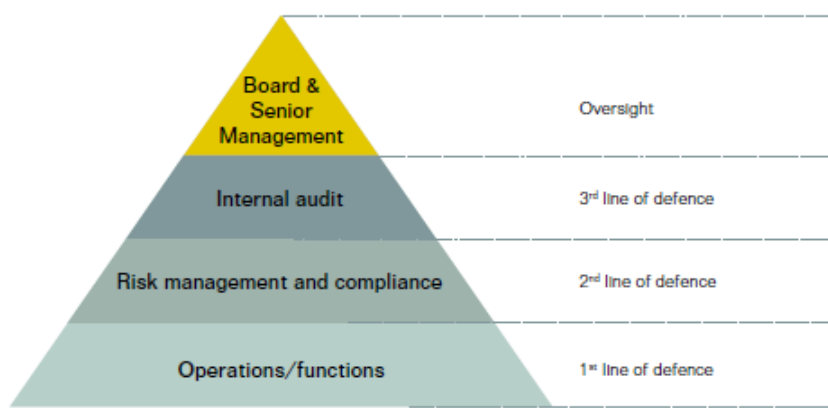 Board &
Senior
Management
Oversight
Internal audit
3rd line of defence
Risk management and compliance
2nd line of defence
Operations/functions
1st line of defence